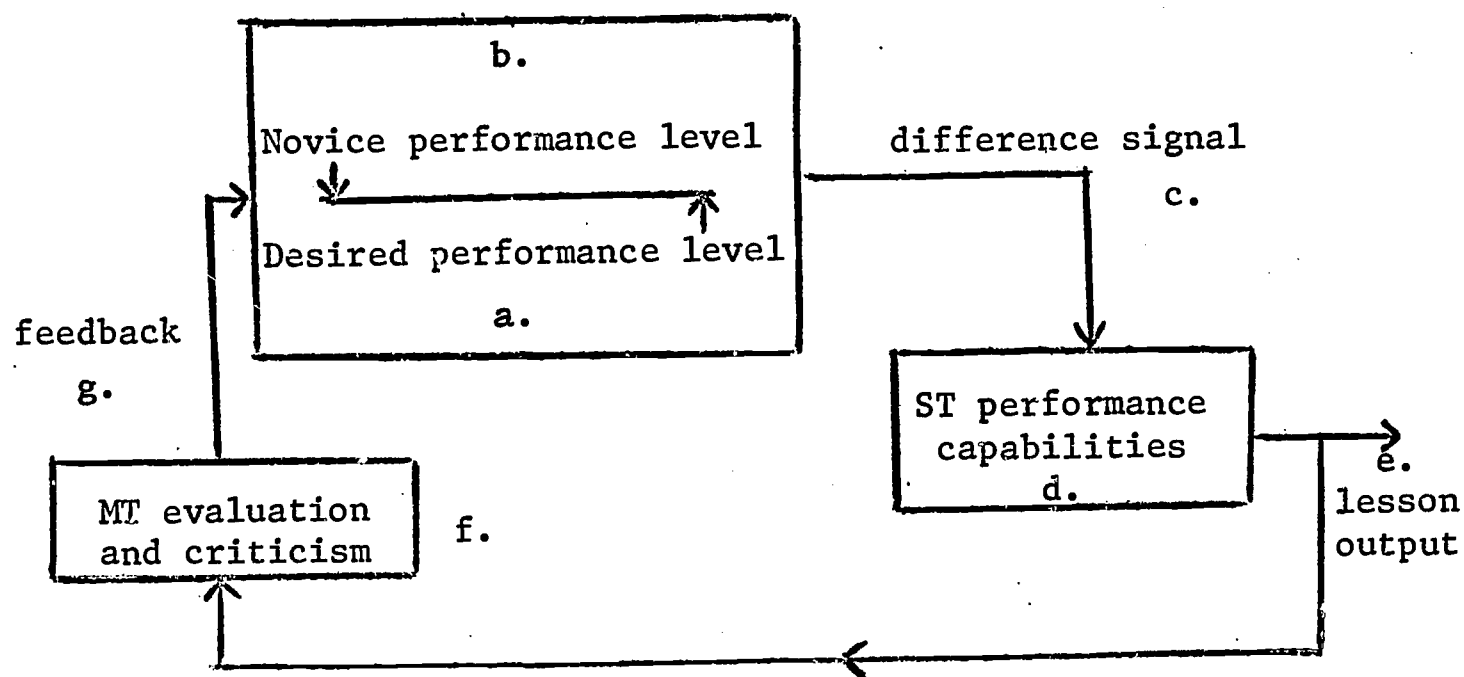 b.
Novice performance level
Desired performance level
a.
difference signal
c.
feedback
g.
ST performance
capabilities
d.
e.
lesson
output
MT evaluation
and criticism
f.